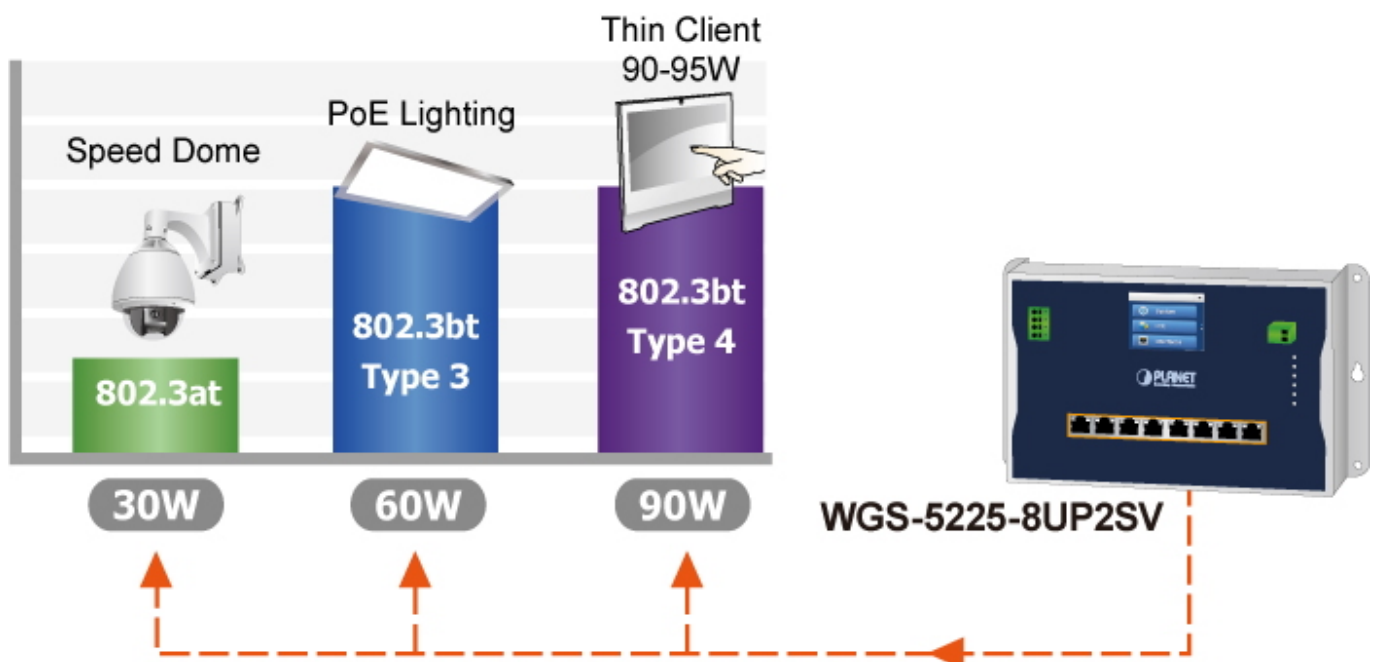 Thin Client
90-95W
PoE Lighting
Speed Dome
802.3at
802.3bt
Type 3
802.3bt
Type 4
30W
60W
90W
PLANET
WGS-5225-8UP2SV